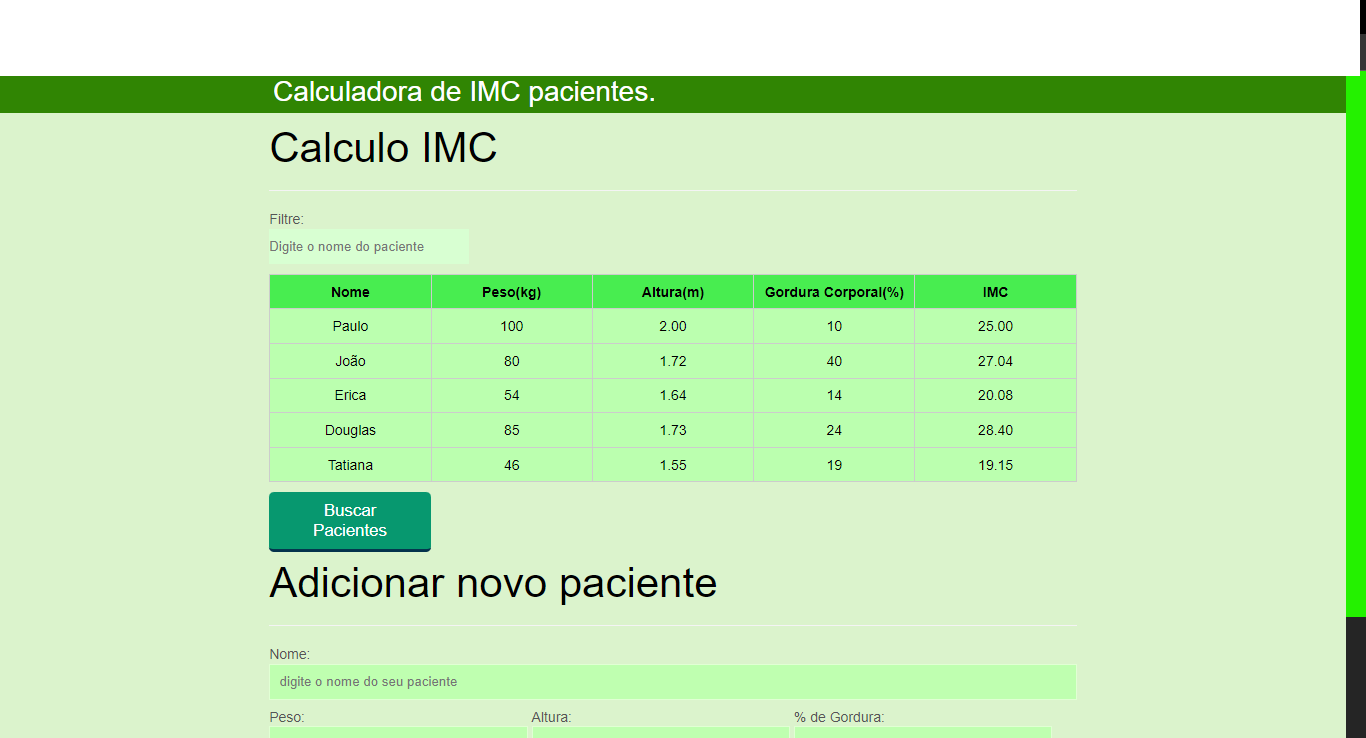 Calculadora de IMC pacientes.
Calculo IMC
Filtre:
Digite o nome do paciente
Nome Peso(kg) Altura(m) Gordura Corporal(%) IMC
Paulo 100 2.00 10 25.00
João 80 1.72 40 27.04
Erica 54 1.64 14 20.08
Douglas 85 1.73 24 28.40
Tatiana 46 1.55 19 19.15
Buscar
Pacientes
Adicionar novo paciente
Nome:
digite o nome do seu paciente
Peso: Altura: % de Gordura: